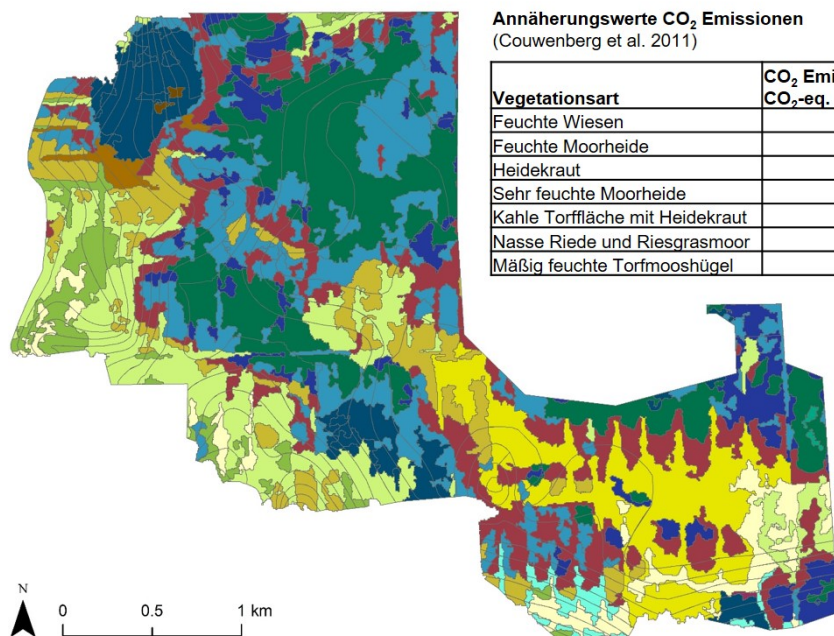 Annäherungswerte CO₂ Emissionen
(Couwenberg et al. 2011)
Vegetationsart
CO₂ Emi
CO₂-eq.
Feuchte Wiesen
Feuchte Moorheide
Heidekraut
Sehr feuchte Moorheide
Kahle Torffläche mit Heidekraut
Nasse Riede und Riesgrasmoor
Mäßig feuchte Torfmooshügel
N
0 0.5 1 km